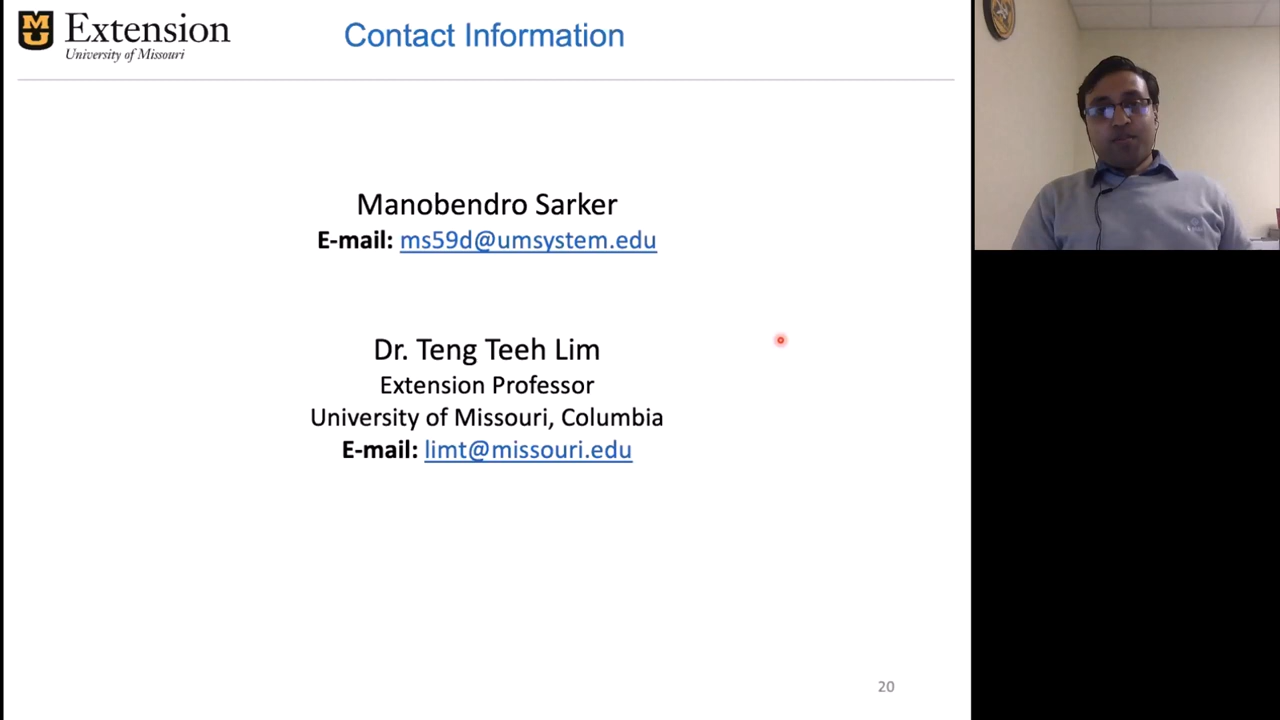 MU
Extension
University of Missouri
Contact Information
Manobendro Sarker
E-mail: ms59d@umsystem.edu
Dr. Teng Teeh Lim
Extension Professor
University of Missouri, Columbia
E-mail: limt@missouri.edu
20